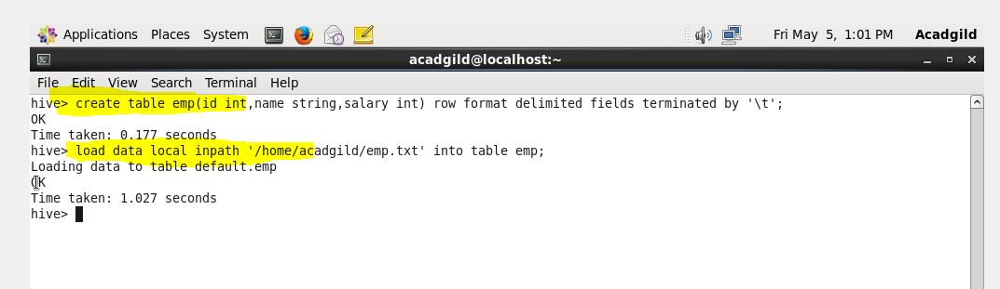 Applications Places System Fri May 5, 1:01 PM Acadgild
acadgild@localhost:~
File Edit View Search Terminal Help
hive> create table emp(id int,name string,salary int) row format delimited fields terminated by '\t';
OK
Time taken: 0.177 seconds
hive> load data local inpath '/home/acadgild/emp.txt' into table emp;
Loading data to table default.emp
OK
Time taken: 1.027 seconds
hive>